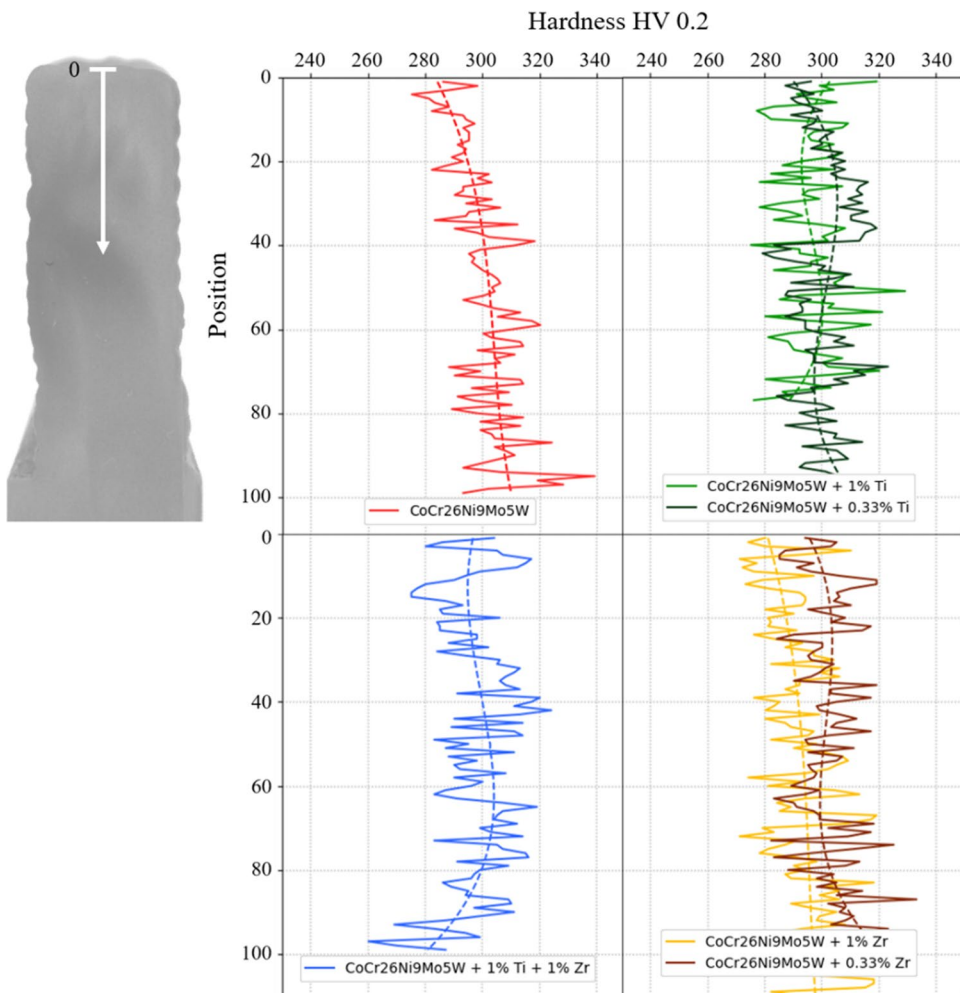 Hardness HV 0.2
240 260 280 300 320 340 240 260 280 300 320 340
0
Position
0
20
40
60
80
100
CoCr26Ni9Mo5W
CoCr26Ni9Mo5W + 1% Ti
CoCr26Ni9Mo5W + 0.33% Ti
0
20
40
60
80
100
CoCr26Ni9Mo5W + 1% Ti + 1% Zr
CoCr26Ni9Mo5W + 1% Zr
CoCr26Ni9Mo5W + 0.33% Zr